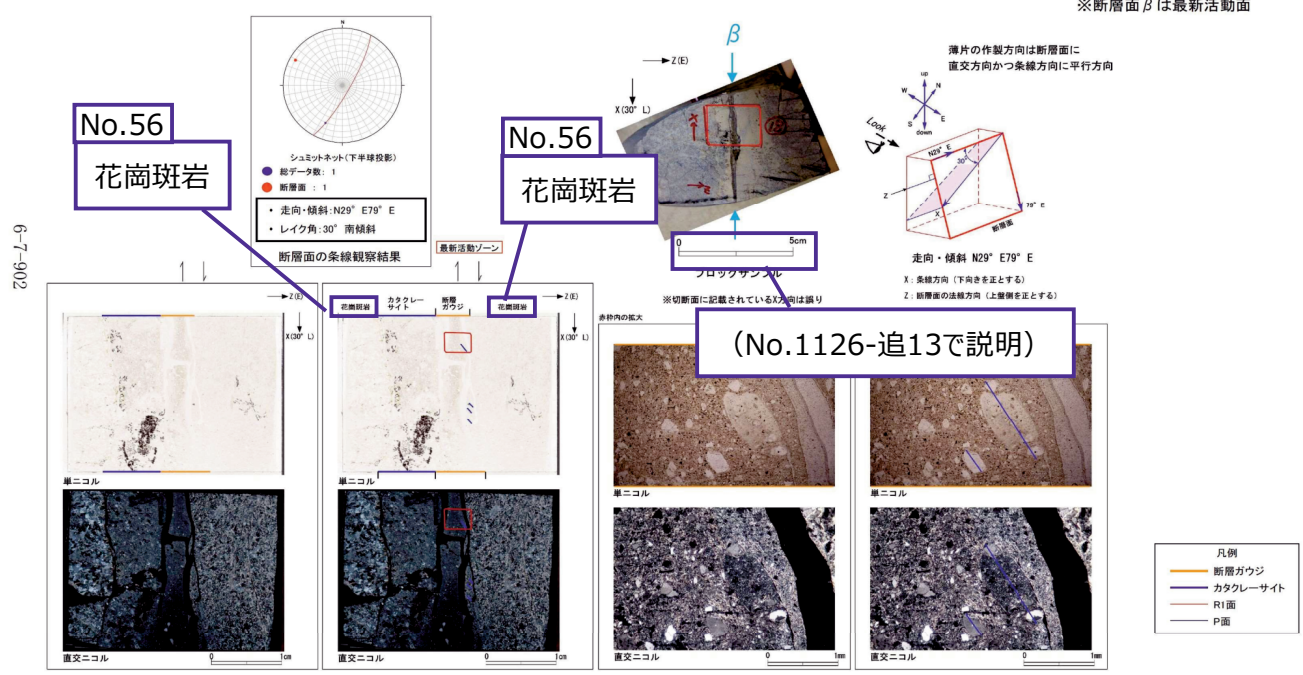 ※断層面βは最新活動面
N
シュミットネット(下半球投影)
総データ数: 1
断層面 : 1
・ 走向・傾斜:N29°E79°E
・ レイク角:30°南傾斜
断層面の条線観察結果
No.56
花崗斑岩
No.56
花崗斑岩
β
Z(E)
X(30°L)
0 5cm
ブロックサンプル
※切断面に記載されているX方向は誤り
薄片の作製方向は断層面に
直交方向かつ条線方向に平行方向
up
N
W
E
S
down
Look
N29°E
30°
Z
X
79°E
断層面
走向・傾斜 N29°E79°E
X:条線方向(下向きを正とする)
Z:断層面の法線方向(上盤側を正とする)
(No.1126-追13で説明)
6-7-902
最新活動ゾーン
Z(E)
X(30°L)
単ニコル
直交ニコル
0 1cm
花崗斑岩
カタクレーサイト
断層ガウジ
花崗斑岩
Z(E)
X(30°L)
単ニコル
直交ニコル
0 1cm
赤枠内の拡大
単ニコル
直交ニコル
0 1mm
単ニコル
直交ニコル
0 1mm
凡例
断層ガウジ
カタクレーサイト
R1面
P面